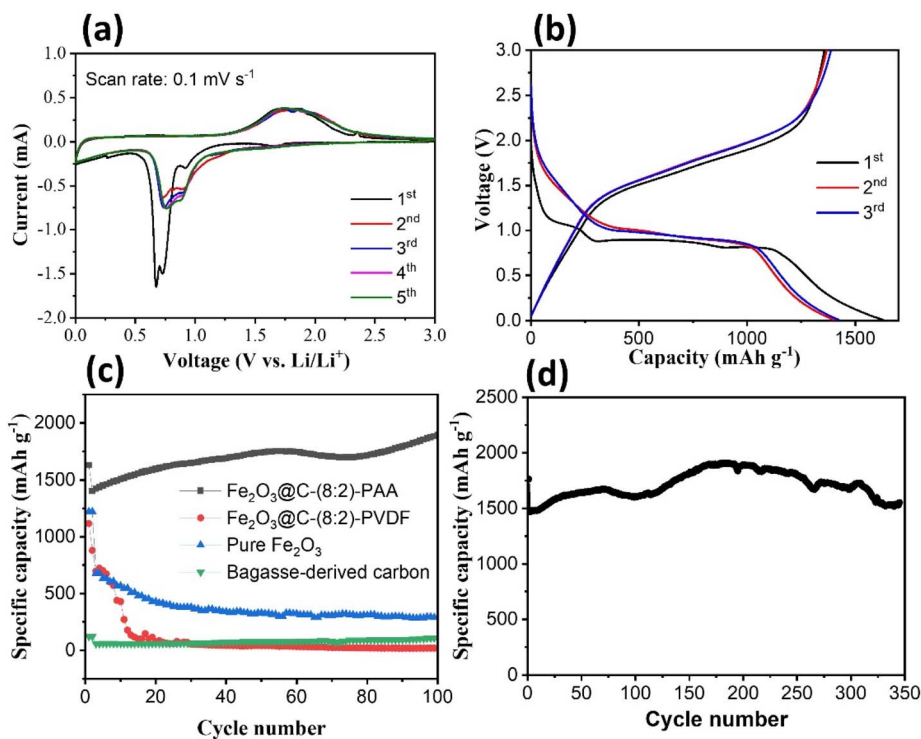 (a)
1.0
0.5
0.0
-0.5
-1.0
-1.5
-2.0
Current (mA)
Scan rate: 0.1 mV s⁻¹
1ˢᵗ
2ⁿᵈ
3ʳᵈ
4ᵗʰ
5ᵗʰ
0.0 0.5 1.0 1.5 2.0 2.5 3.0
Voltage (V vs. Li/Li⁺)
(b)
3.0
2.5
2.0
1.5
1.0
0.5
0.0
Voltage (V)
1ˢᵗ
2ⁿᵈ
3ʳᵈ
0 500 1000 1500
Capacity (mAh g⁻¹)
(c)
2000
1750
1500
1250
1000
750
500
250
0
Specific capacity (mAh g⁻¹)
Fe₂O₃@C-(8:2)-PAA
Fe₂O₃@C-(8:2)-PVDF
Pure Fe₂O₃
Bagasse-derived carbon
0 20 40 60 80 100
Cycle number
(d)
2500
2000
1500
1000
500
0
Specific capacity (mAh g⁻¹)
0 50 100 150 200 250 300 350
Cycle number